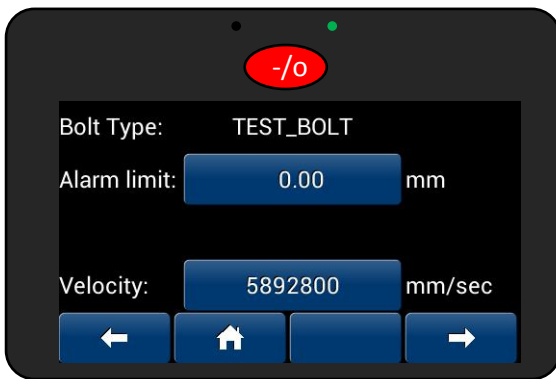 -/o
Bolt Type: TEST_BOLT
Alarm limit: 0.00 mm
Velocity: 5892800 mm/sec